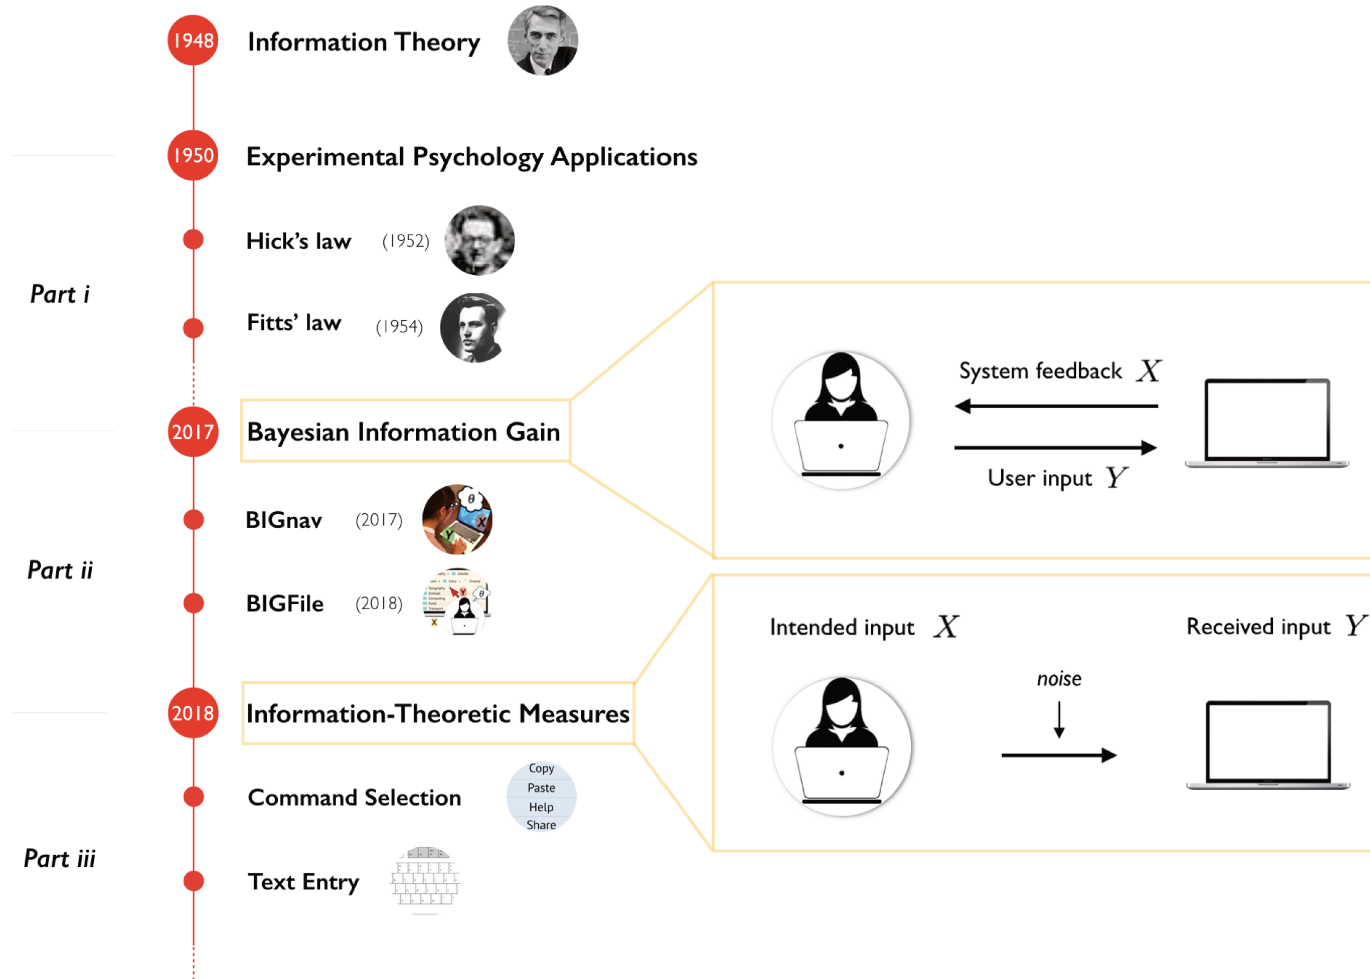 1948
Information Theory
1950
Experimental Psychology Applications
Hick's law (1952)
Part i
Fitts' law (1954)
2017
Bayesian Information Gain
System feedback X
User input Y
BIGnav (2017)
θ
X
Y
Part ii
BIGFile (2018)
Y
θ
X
Intended input X
Received input Y
noise
2018
Information-Theoretic Measures
Command Selection
Copy
Paste
Help
Share
Part iii
Text Entry